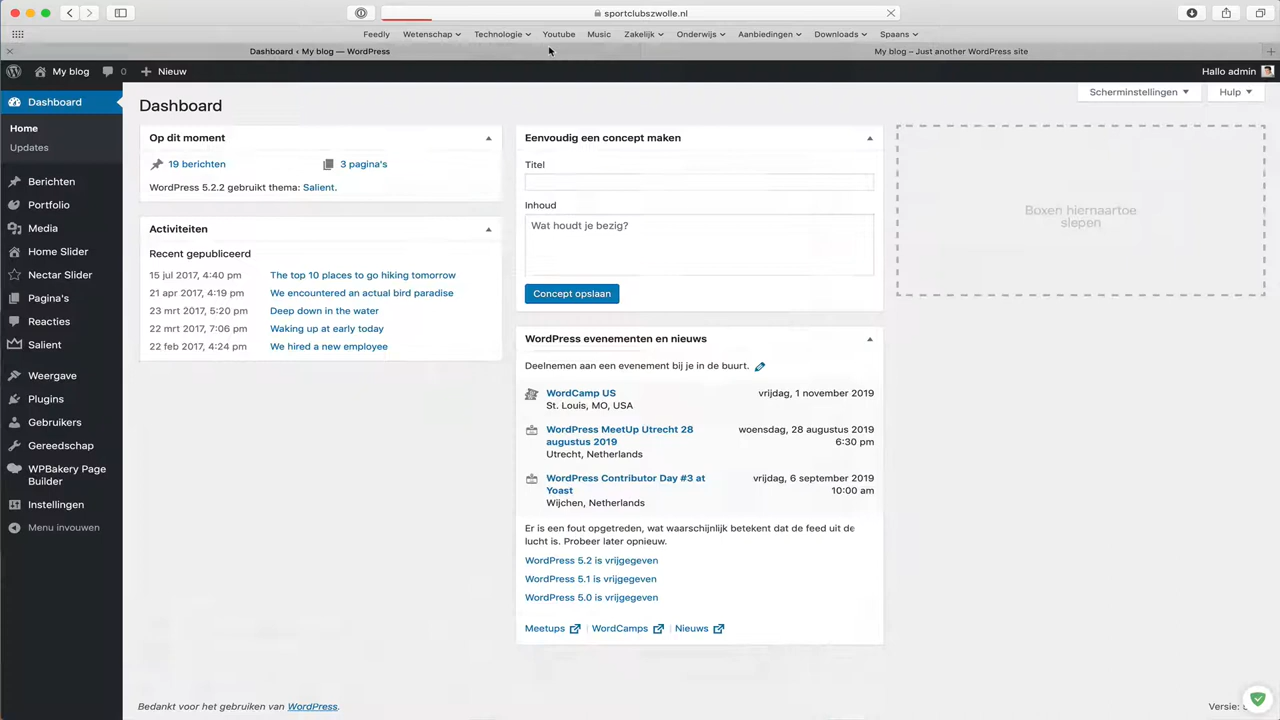 sportclubszwolle.nl
Feedly Wetenschap Technologie Youtube Music Zakelijk Onderwijs Aanbiedingen Downloads Spaans
Dashboard ‹ My blog — WordPress
My blog – Just another WordPress site
My blog 0 Nieuw
Hallo admin
Dashboard
Home
Updates
Berichten
Portfolio
Media
Home Slider
Nectar Slider
Pagina's
Reacties
Salient
Weergave
Plugins
Gebruikers
Gereedschap
WPBakery Page
Builder
Instellingen
Menu invouwen
Dashboard
Scherminstellingen
Hulp
Op dit moment
19 berichten
3 pagina's
WordPress 5.2.2 gebruikt thema: Salient.
Activiteiten
Recent gepubliceerd
15 jul 2017, 4:40 pm The top 10 places to go hiking tomorrow
21 apr 2017, 4:19 pm We encountered an actual bird paradise
23 mrt 2017, 5:20 pm Deep down in the water
22 mrt 2017, 7:06 pm Waking up at early today
22 feb 2017, 4:24 pm We hired a new employee
Eenvoudig een concept maken
Titel
Inhoud
Wat houdt je bezig?
Concept opslaan
WordPress evenementen en nieuws
Deelnemen aan een evenement bij je in de buurt.
WordCamp US vrijdag, 1 november 2019
St. Louis, MO, USA
WordPress MeetUp Utrecht 28 woensdag, 28 augustus 2019
augustus 2019 6:30 pm
Utrecht, Netherlands
WordPress Contributor Day #3 at vrijdag, 6 september 2019
Yoast 10:00 am
Wijchen, Netherlands
Er is een fout opgetreden, wat waarschijnlijk betekent dat de feed uit de
lucht is. Probeer later opnieuw.
WordPress 5.2 is vrijgegeven
WordPress 5.1 is vrijgegeven
WordPress 5.0 is vrijgegeven
Meetups | WordCamps | Nieuws
Boxen hiernaartoe
slepen
Bedankt voor het gebruiken van WordPress.
Versie: